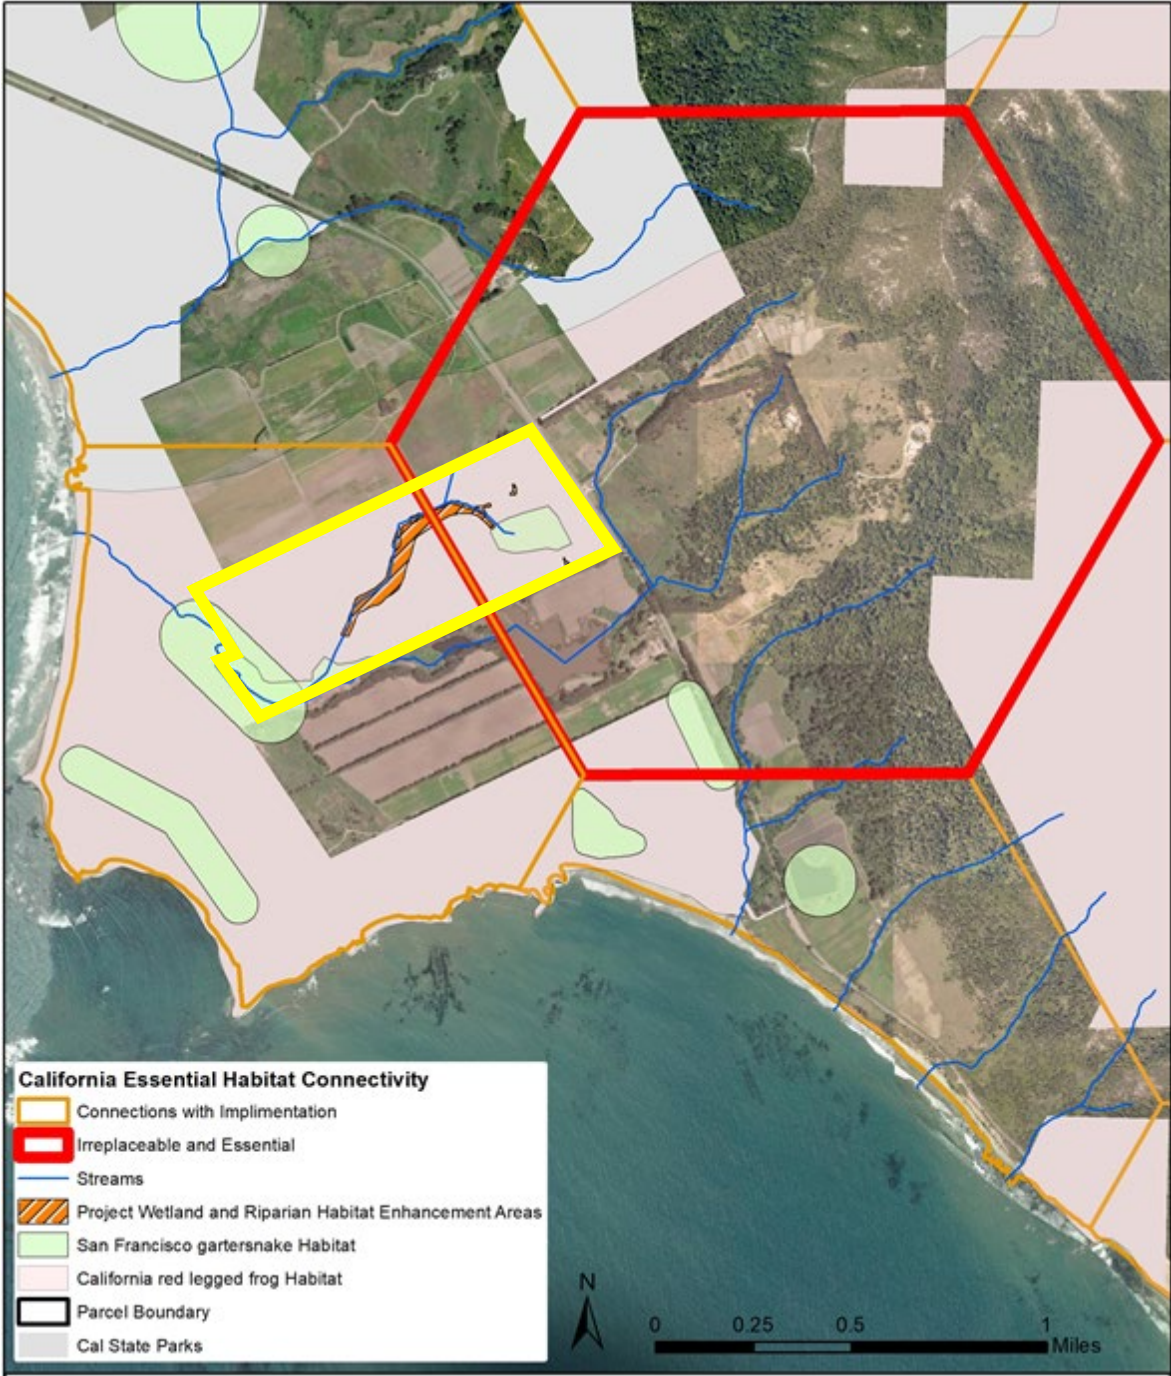 California Essential Habitat Connectivity
Connections with Implimentation
Irreplaceable and Essential
Streams
Project Wetland and Riparian Habitat Enhancement Areas
San Francisco gartersnake Habitat
California red legged frog Habitat
Parcel Boundary
Cal State Parks
N
0 0.25 0.5 1
Miles